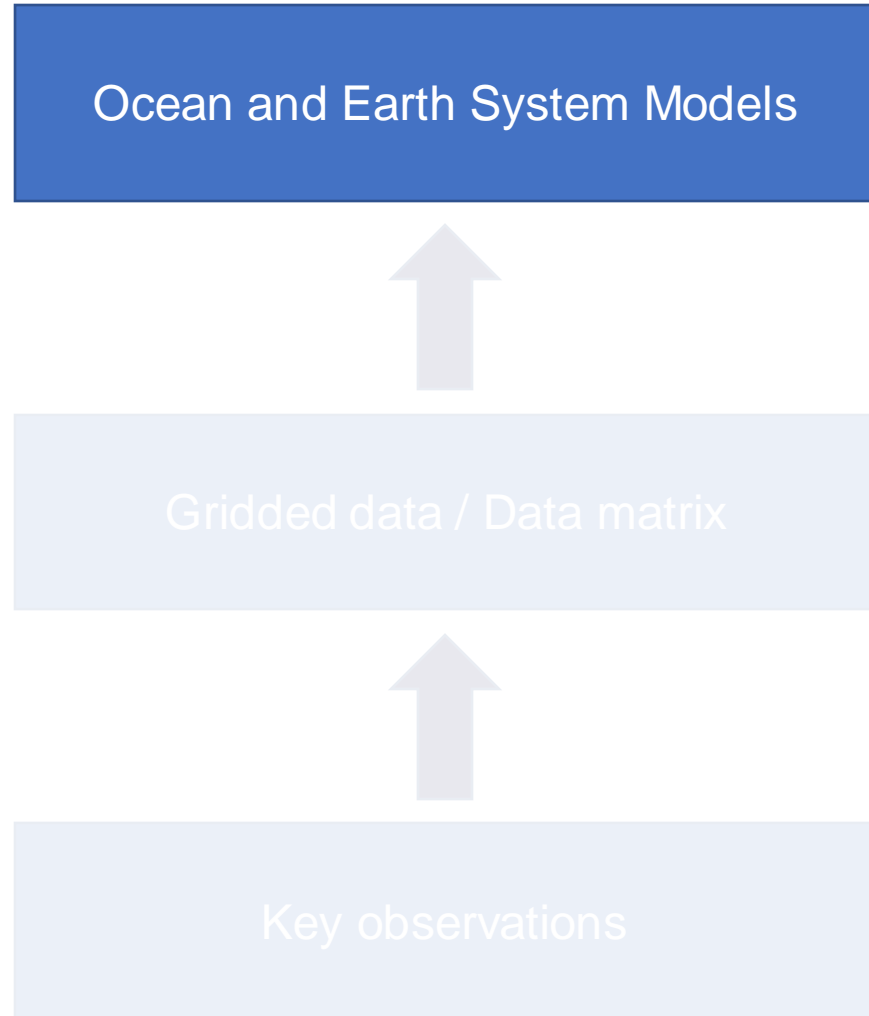 Ocean and Earth System Models
Gridded data / Data matrix
Key observations